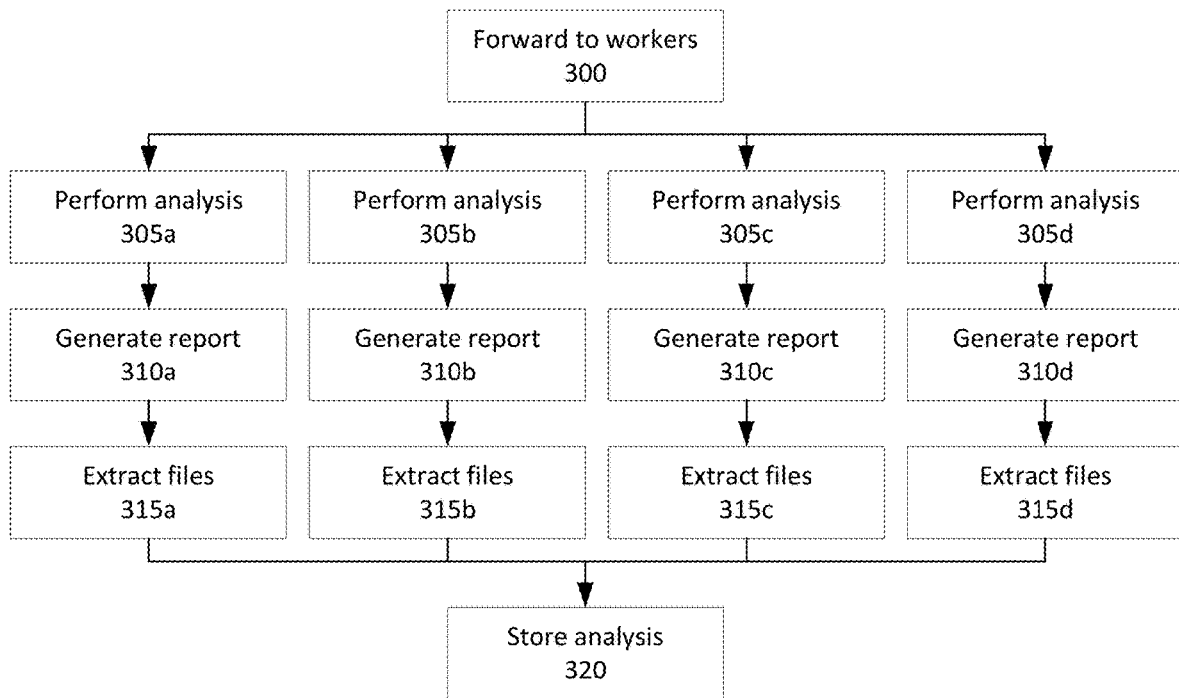 Forward to workers
300
Perform analysis
305a
Perform analysis
305b
Perform analysis
305c
Perform analysis
305d
Generate report
310a
Generate report
310b
Generate report
310c
Generate report
310d
Extract files
315a
Extract files
315b
Extract files
315c
Extract files
315d
Store analysis
320